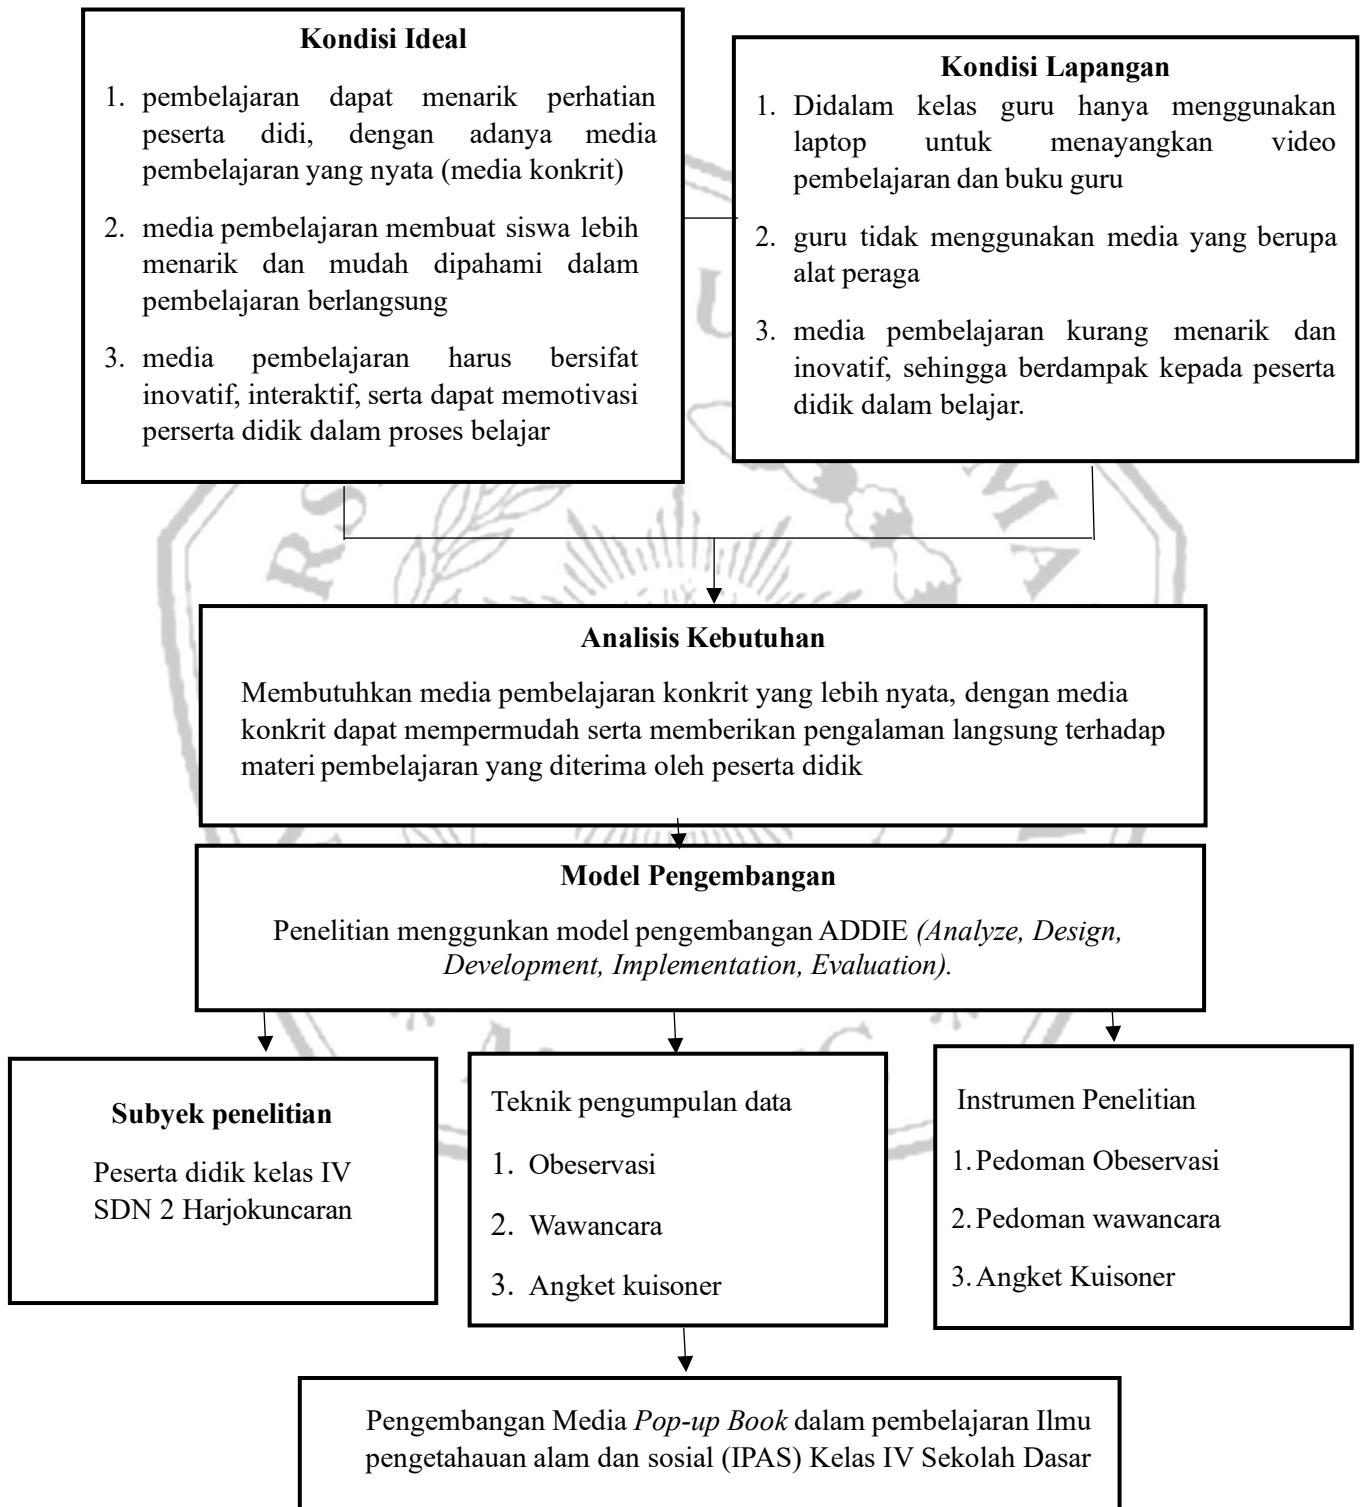 Kondisi Ideal
1. pembelajaran dapat menarik perhatian
peserta didi, dengan adanya media
pembelajaran yang nyata (media konkrit)
2. media pembelajaran membuat siswa lebih
menarik dan mudah dipahami dalam
pembelajaran berlangsung
3. media pembelajaran harus bersifat
inovatif, interaktif, serta dapat memotivasi
perserta didik dalam proses belajar
Kondisi Lapangan
1. Didalam kelas guru hanya menggunakan
laptop untuk menayangkan video
pembelajaran dan buku guru
2. guru tidak menggunakan media yang berupa
alat peraga
3. media pembelajaran kurang menarik dan
inovatif, sehingga berdampak kepada peserta
didik dalam belajar.
Analisis Kebutuhan
Membutuhkan media pembelajaran konkrit yang lebih nyata, dengan media
konkrit dapat mempermudah serta memberikan pengalaman langsung terhadap
materi pembelajaran yang diterima oleh peserta didik
Model Pengembangan
Penelitian menggunkan model pengembangan ADDIE (Analyze, Design,
Development, Implementation, Evaluation).
Subyek penelitian
Peserta didik kelas IV
SDN 2 Harjokuncaran
Teknik pengumpulan data
1. Obeservasi
2. Wawancara
3. Angket kuisoner
Instrumen Penelitian
1. Pedoman Obeservasi
2. Pedoman wawancara
3. Angket Kuisoner
Pengembangan Media Pop-up Book dalam pembelajaran Ilmu
pengetahauan alam dan sosial (IPAS) Kelas IV Sekolah Dasar